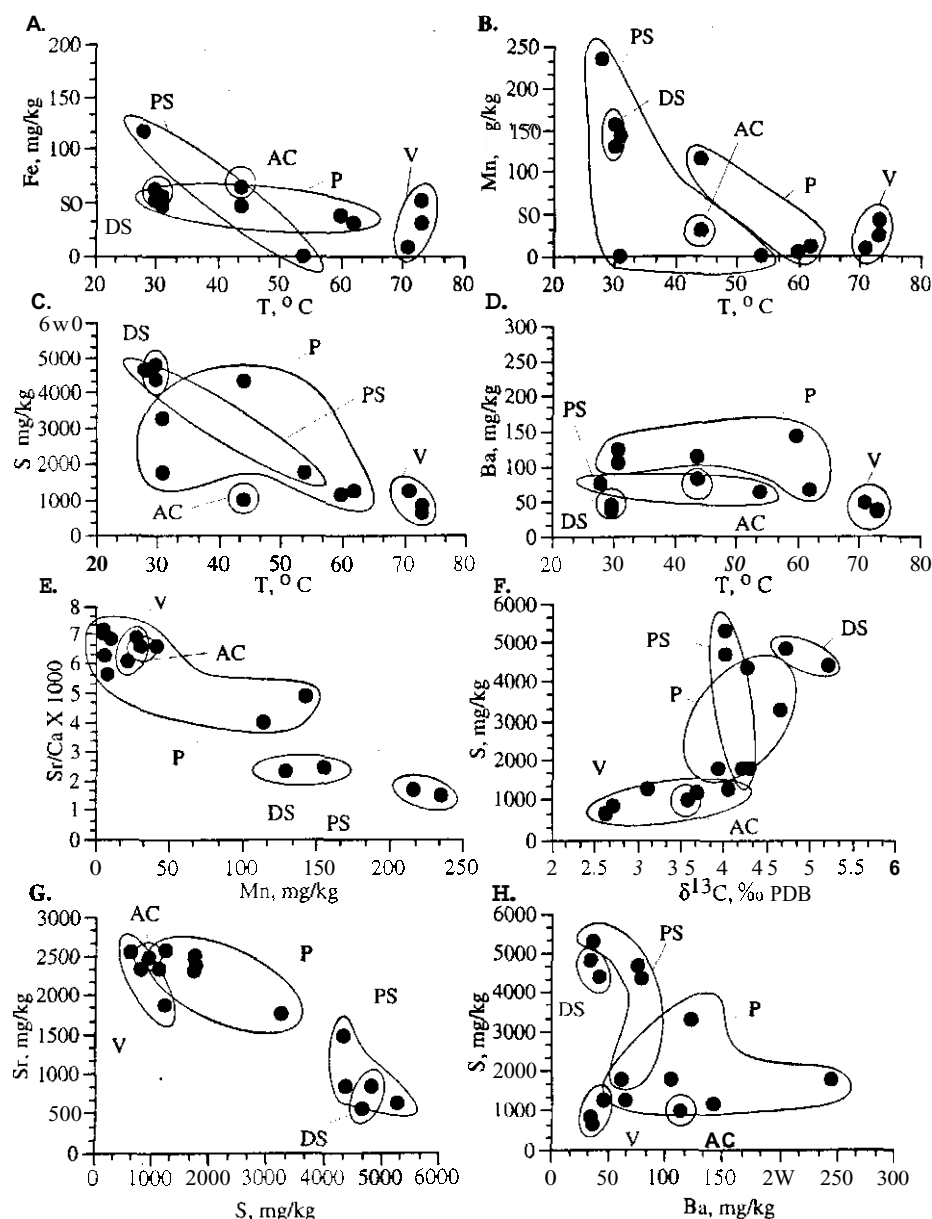 A.
200
150
100
50
0
Fe, mg/kg
PS
AC
P
V
DS
20 30 40 50 60 70 80
T, ° C
B.
250
200
150
100
50
0
Mn, g/kg
PS
DS
AC
P
V
20 30 40 50 60 70 80
T, ° C
C.
6w0
5000
4000
3000
2000
1000
0
S mg/kg
DS
P
PS
V
AC
20 30 40 50 60 70 80
T, ° C
D.
300
250
200
150
100
50
0
Ba, mg/kg
PS
P
V
DS
AC
20 30 40 50 60 70 80
T, ° C
E.
8
7
6
5
4
3
2
1
0
Sr/Ca X 1000
V
AC
P
DS
PS
0 50 100 150 200 250
Mn, mg/kg
F.
6000
5000
4000
3000
2000
1000
0
S, mg/kg
PS
DS
P
V
AC
2 2.5 3 3.5 4 4.5 5 5.5 6
δ13C, ‰ PDB
G.
3000
2500
2000
1500
1000
500
0
Sr. mg/kg
AC
P
PS
V
DS
0 1000 2000 3000 4000 5000 6000
S, mg/kg
H.
6000
5000
4000
3000
2000
1000
0
S, mg/kg
PS
DS
P
V
AC
0 50 100 150 2W 250 300
Ba, mg/kg